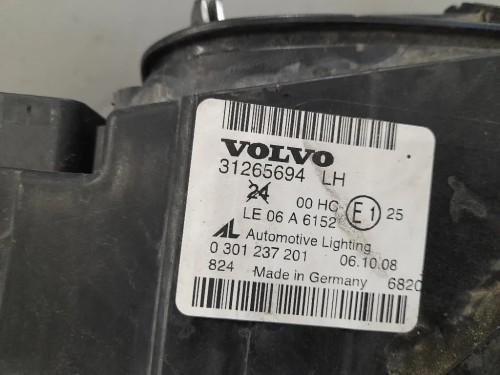 VOLVO
31265694 LH
24 00 HC E1 25
LE 06 A 6152
AL Automotive Lighting
0 301 237 201 06.10.08
824 Made in Germany 6820